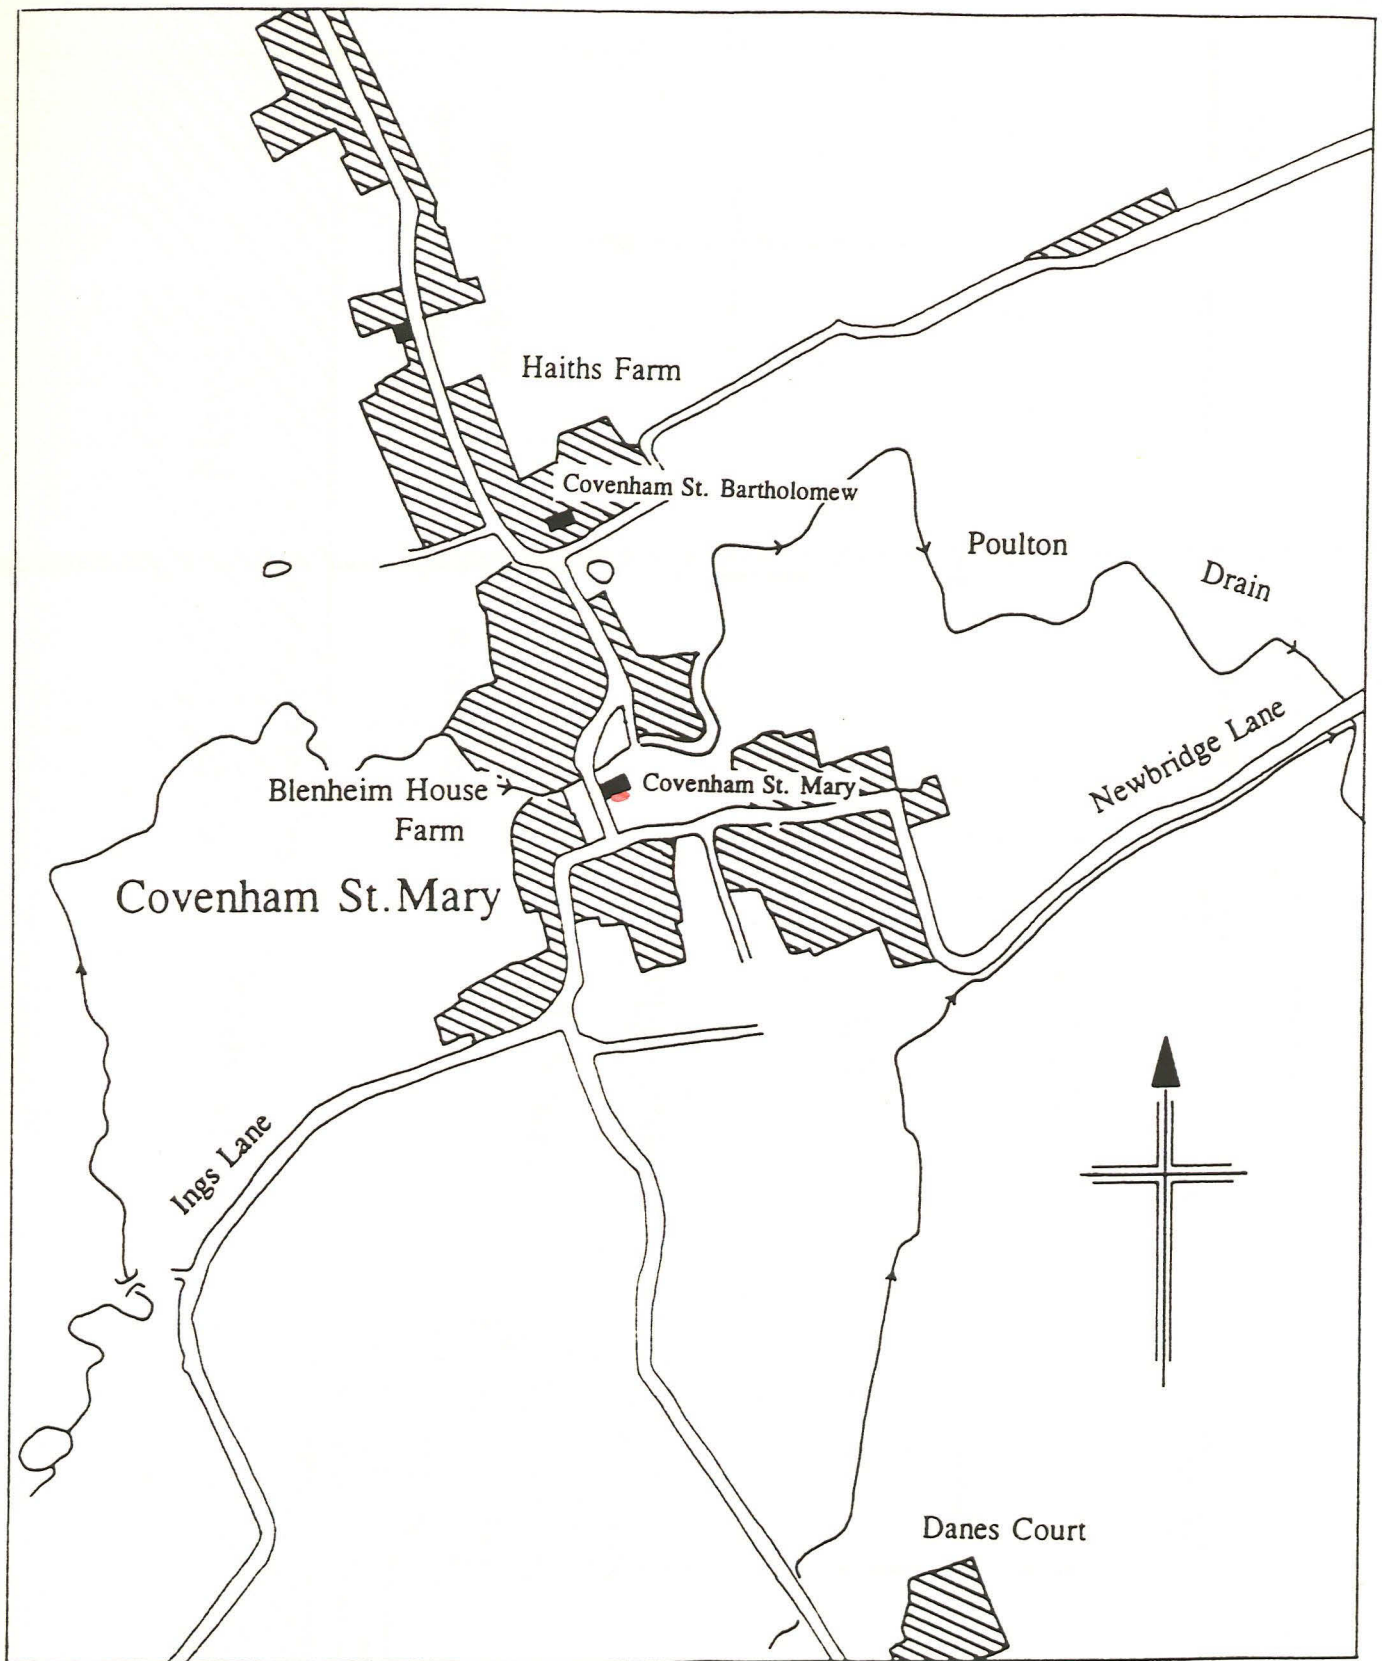 Haiths Farm
Covenham St. Bartholomew
Poulton
Drain
Newbridge Lane
Blenheim House
Farm
Covenham St. Mary
Covenham St. Mary
Ings Lane
Danes Court